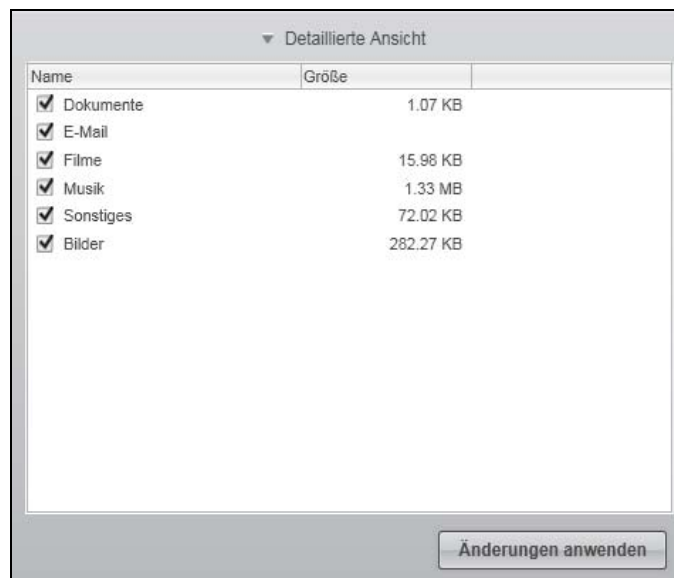 Detaillierte Ansicht
Name Größe
Dokumente 1.07 KB
E-Mail
Filme 15.98 KB
Musik 1.33 MB
Sonstiges 72.02 KB
Bilder 282.27 KB
Änderungen anwenden